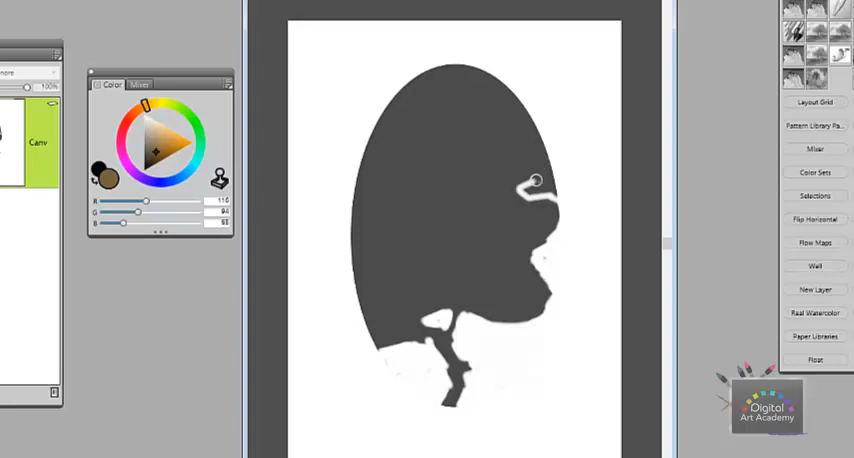 100%
Canv
Color
Mixer
R
116
G
94
B
Layout Grid
Pattern Library Pa...
Mixer
Color Sets
Selections
Flip Horizontal
Flow Maps
Well
New Layer
Real Watercolor
Paper Libraries
Float
Digital
Art Academy